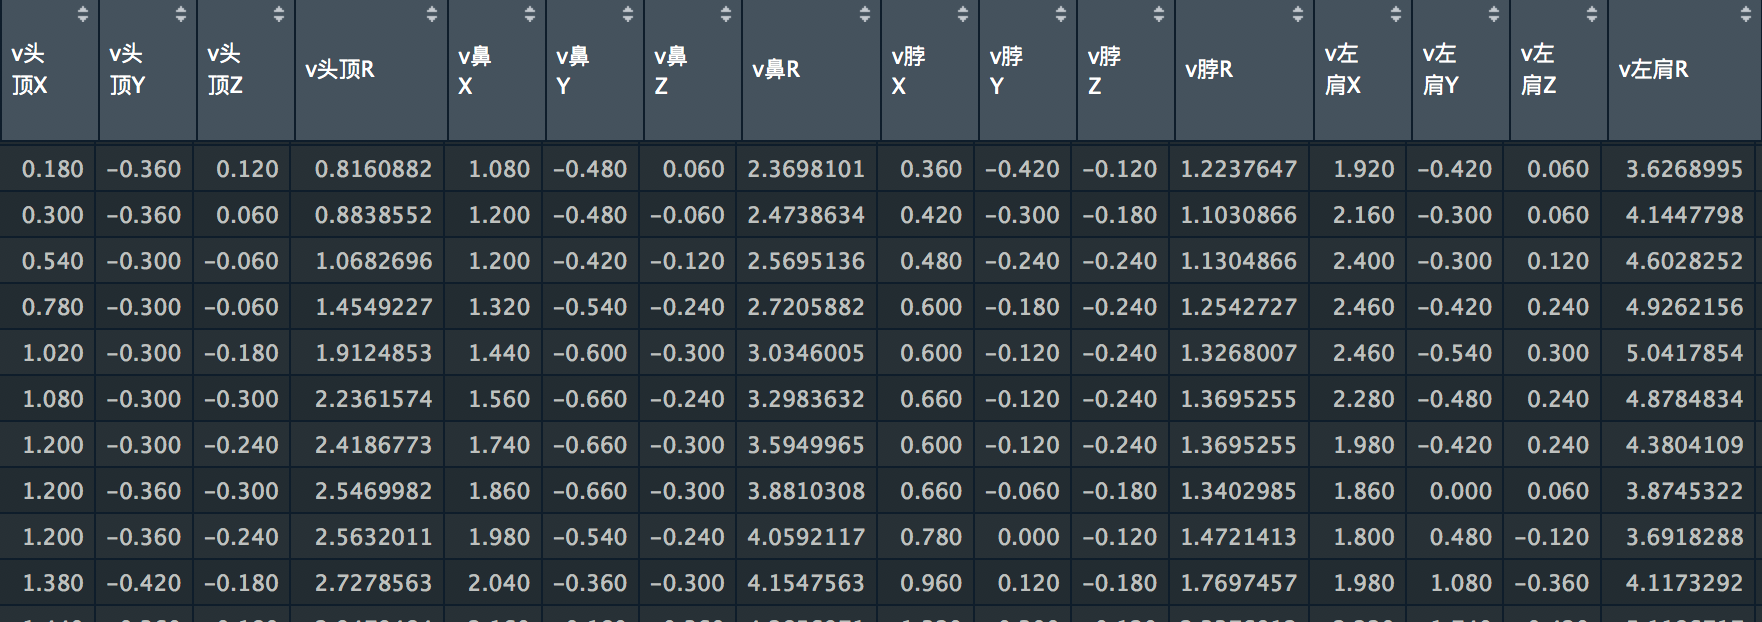 v头顶X v头顶Y v头顶Z v头顶R v鼻X v鼻Y v鼻Z v鼻R v脖X v脖Y v脖Z v脖R v左肩X v左肩Y v左肩Z v左肩R
0.180 −0.360 0.120 0.8160882 1.080 −0.480 0.060 2.3698101 0.360 −0.420 −0.120 1.2237647 1.920 −0.420 0.060 3.6268995
0.300 −0.360 0.060 0.8838552 1.200 −0.480 −0.060 2.4738634 0.420 −0.300 −0.180 1.1030866 2.160 −0.300 0.060 4.1447798
0.540 −0.300 −0.060 1.0682696 1.200 −0.420 −0.120 2.5695136 0.480 −0.240 −0.240 1.1304866 2.400 −0.300 0.120 4.6028252
0.780 −0.300 −0.060 1.4549227 1.320 −0.540 −0.240 2.7205882 0.600 −0.180 −0.240 1.2542727 2.460 −0.420 0.240 4.9262156
1.020 −0.300 −0.180 1.9124853 1.440 −0.600 −0.300 3.0346005 0.600 −0.120 −0.240 1.3268007 2.460 −0.540 0.300 5.0417854
1.080 −0.300 −0.300 2.2361574 1.560 −0.660 −0.240 3.2983632 0.660 −0.120 −0.240 1.3695255 2.280 −0.480 0.240 4.8784834
1.200 −0.300 −0.240 2.4186773 1.740 −0.660 −0.300 3.5949965 0.600 −0.120 −0.240 1.3695255 1.980 −0.420 0.240 4.3804109
1.200 −0.360 −0.300 2.5469982 1.860 −0.660 −0.300 3.8810308 0.660 −0.060 −0.180 1.3402985 1.860 0.000 0.060 3.8745322
1.200 −0.360 −0.240 2.5632011 1.980 −0.540 −0.240 4.0592117 0.780 0.000 −0.120 1.4721413 1.800 0.480 −0.120 3.6918288
1.380 −0.420 −0.180 2.7278563 2.040 −0.360 −0.300 4.1547563 0.960 0.120 −0.180 1.7697457 1.980 1.080 −0.360 4.1173292